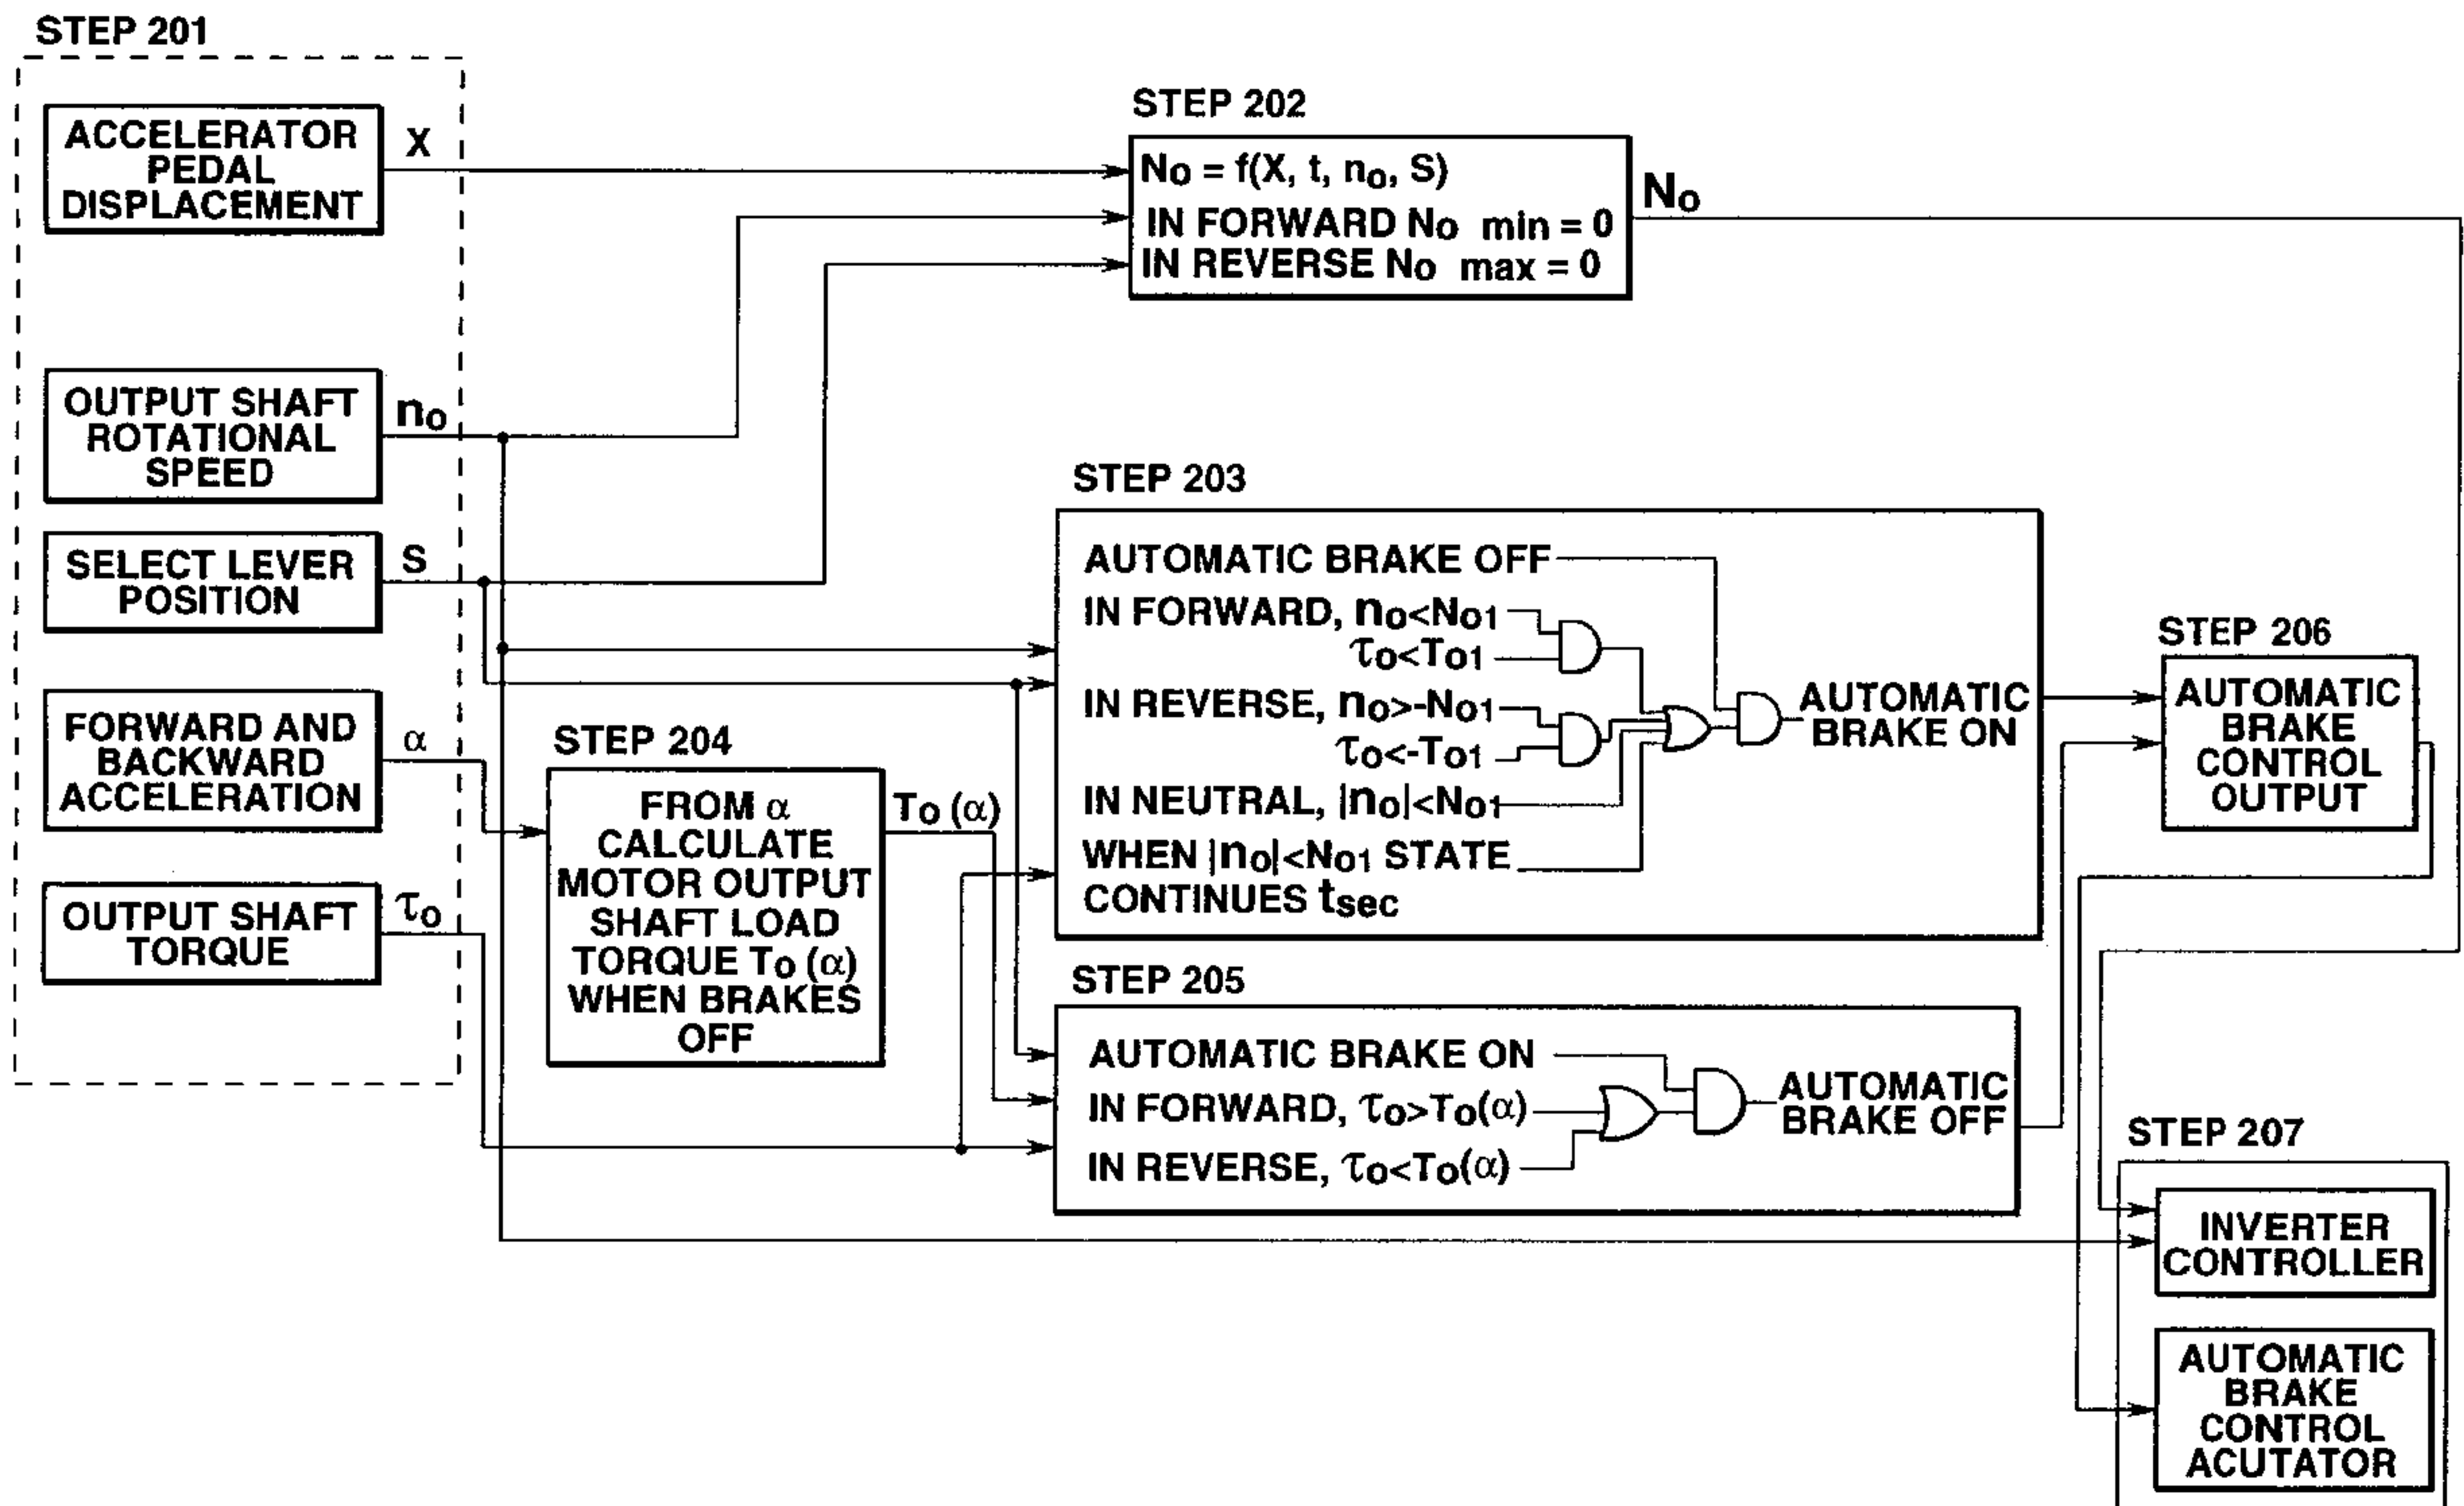 STEP 201
ACCELERATOR
PEDAL
DISPLACEMENT
X
OUTPUT SHAFT
ROTATIONAL
SPEED
no
SELECT LEVER
POSITION
S
FORWARD AND
BACKWARD
ACCELERATION
α
OUTPUT SHAFT
TORQUE
τo
STEP 202
No = f(X, t, no, S)
IN FORWARD No min = 0
IN REVERSE No max = 0
No
STEP 203
AUTOMATIC BRAKE OFF
IN FORWARD, no<No1
τo<To1
IN REVERSE, no>-No1
τo<-To1
IN NEUTRAL, |no|<No1
WHEN |no|<No1 STATE
CONTINUES tsec
AUTOMATIC
BRAKE ON
STEP 204
FROM α
CALCULATE
MOTOR OUTPUT
SHAFT LOAD
TORQUE To (α)
WHEN BRAKES
OFF
To (α)
STEP 205
AUTOMATIC BRAKE ON
IN FORWARD, τo>To(α)
IN REVERSE, τo<To(α)
AUTOMATIC
BRAKE OFF
STEP 206
AUTOMATIC
BRAKE
CONTROL
OUTPUT
STEP 207
INVERTER
CONTROLLER
AUTOMATIC
BRAKE
CONTROL
ACUTATOR